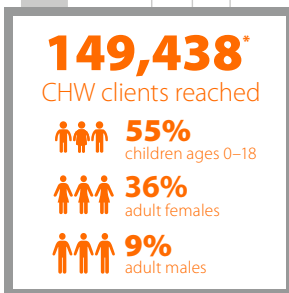 149,438*
CHW clients reached
55%
children ages 0–18
36%
adult females
9%
adult males